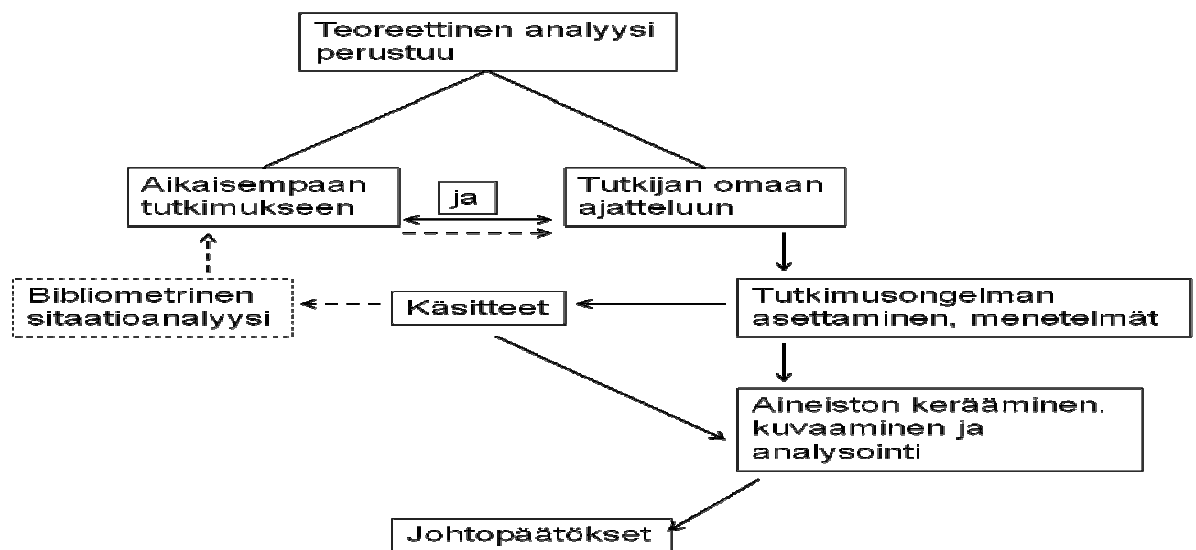 Teoreettinen analyysi
perustuu
Aikaisempaan
tutkimukseen
ja
Tutkijan omaan
ajatteluun
Bibliometrinen
sitaatioanalyysi
Käsitteet
Tutkimusongelman
asettaminen, menetelmät
Aineiston kerääminen,
kuvaaminen ja
analysointi
Johtopäätökset